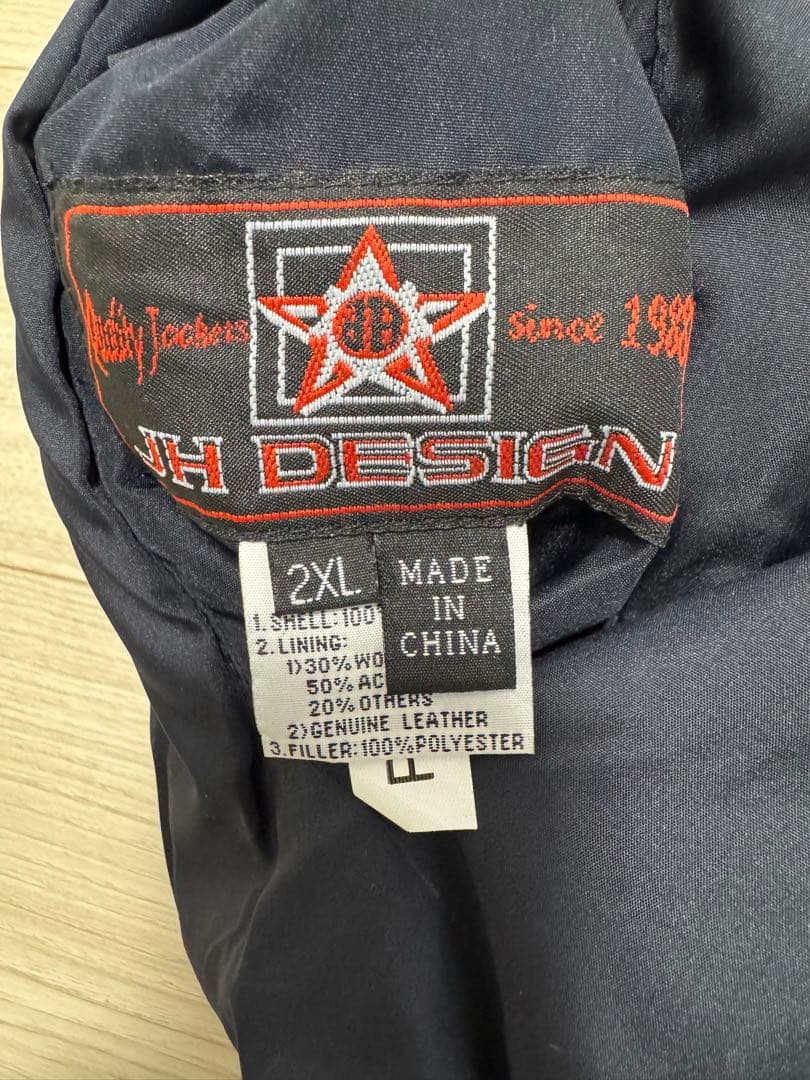 Quality Jackets
since 198
JH DESIGN
2XL
MADE
IN
CHINA
1. SHELL: 100
2. LINING:
1)30%WO
50%AC
20%OTHERS
2)GENUINE LEATHER
3.FILLER:100%POLYESTER